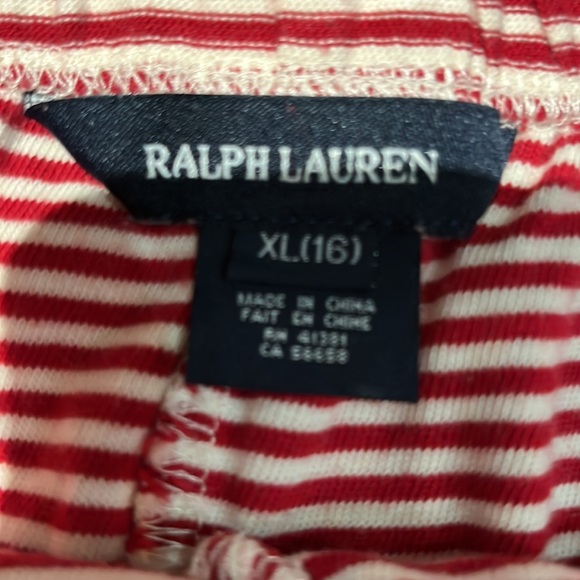 RALPH LAUREN
XL(16)
MADE IN CHINA
FAIT EN CHINE
RN 41381
CA 56658